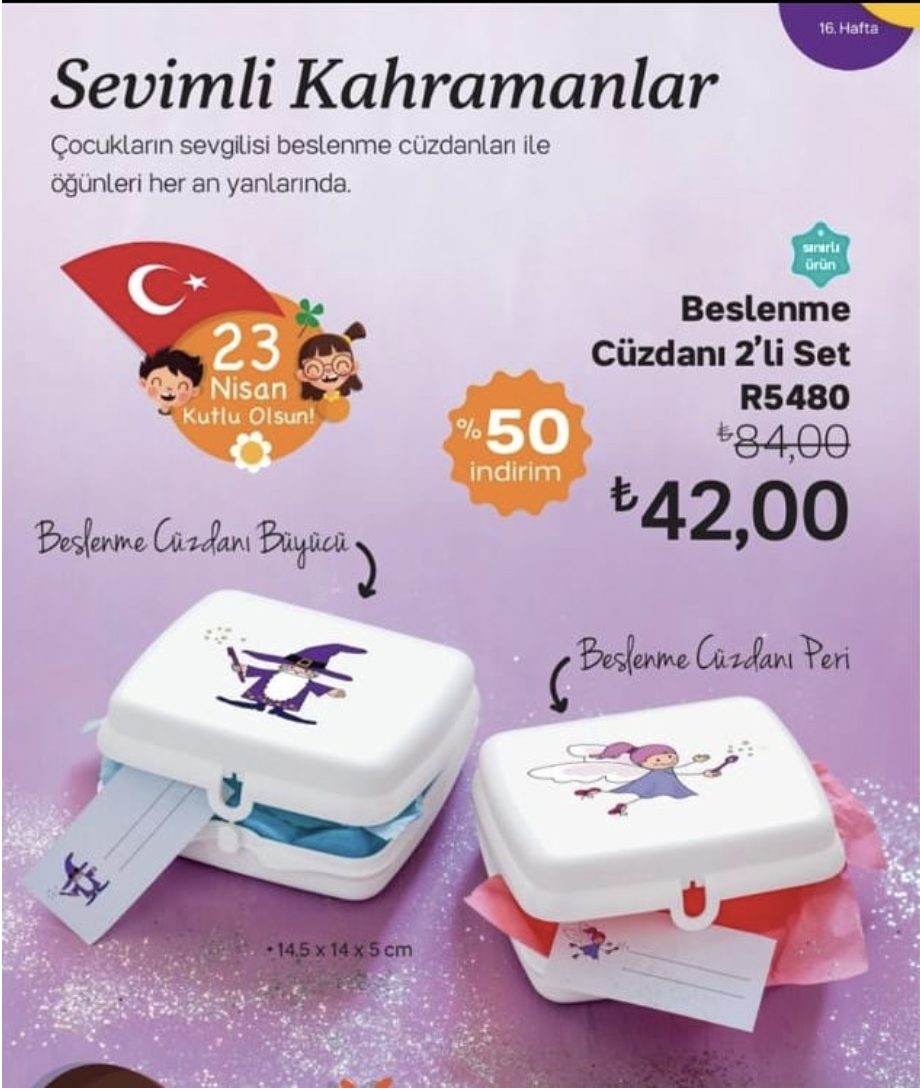 16. Hafta
Sevimli Kahramanlar
Çocukların sevgilisi beslenme cüzdanları ile
öğünleri her an yanlarında.
sınırlı
ürün
Beslenme
Cüzdanı 2'li Set
R5480
₺84,00
₺42,00
%50
indirim
23
Nisan
Kutlu Olsun!
Beslenme Cüzdanı Büyücü
Beslenme Cüzdanı Peri
• 14,5 x 14 x 5 cm